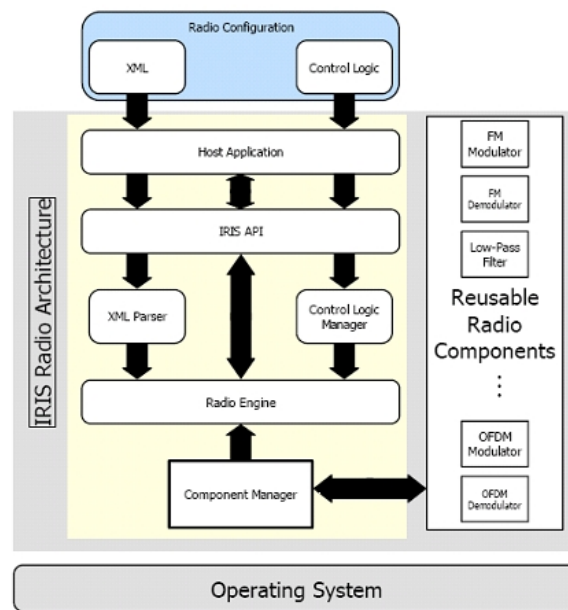 Radio Configuration
XML
Control Logic
Host Application
IRIS API
XML Parser
Control Logic
Manager
Radio Engine
Component Manager
IRIS Radio Architecture
FM
Modulator
FM
Demodulator
Low-Pass
Filter
Reusable
Radio
Components
⋮
OFDM
Modulator
OFDM
Demodulator
Operating System